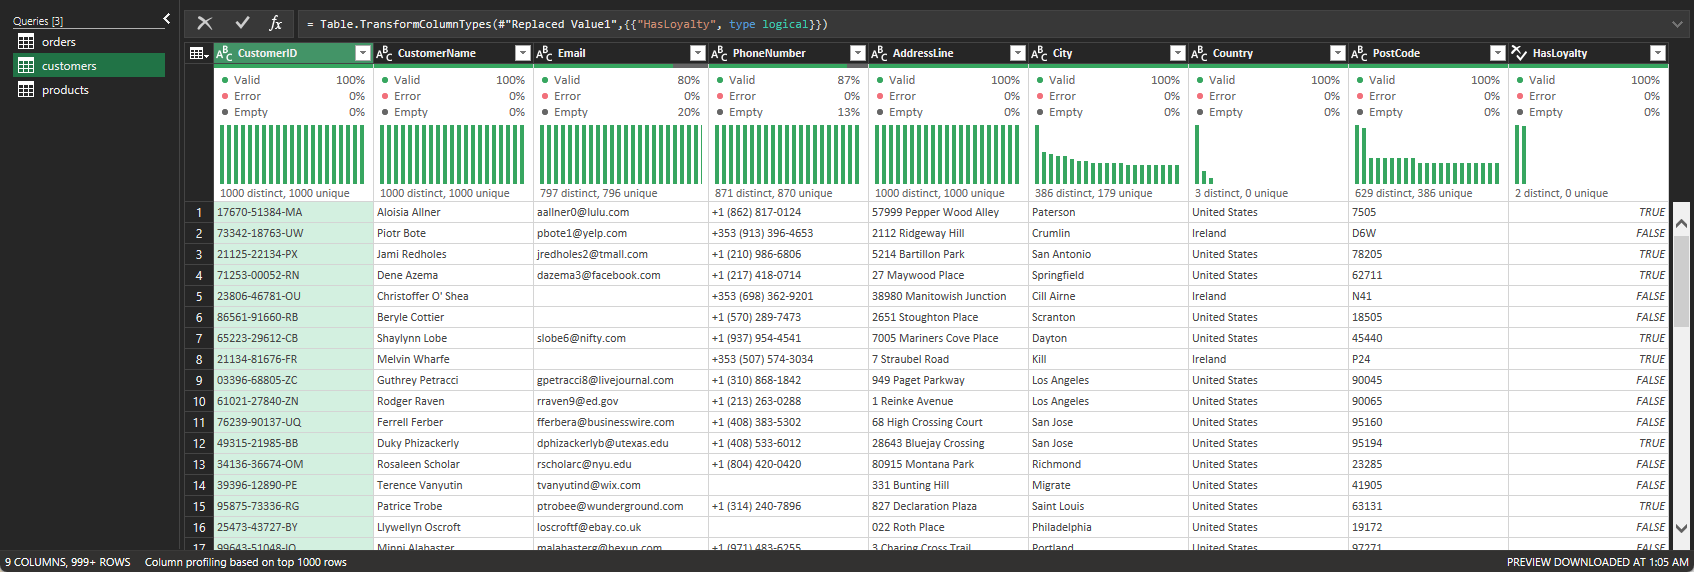 Queries [3]
<
orders
customers
products
fx
= Table.TransformColumnTypes(#"Replaced Value1",{{"HasLoyalty", type logical}})
ABC CustomerID ABC CustomerName ABC Email ABC PhoneNumber ABC AddressLine ABC City ABC Country ABC PostCode HasLoyalty
Valid 100% Valid 100% Valid 80% Valid 87% Valid 100% Valid 100% Valid 100% Valid 100% Valid 100%
Error 0% Error 0% Error 0% Error 0% Error 0% Error 0% Error 0% Error 0% Error 0%
Empty 0% Empty 0% Empty 20% Empty 13% Empty 0% Empty 0% Empty 0% Empty 0% Empty 0%
1000 distinct, 1000 unique 1000 distinct, 1000 unique 797 distinct, 796 unique 871 distinct, 870 unique 1000 distinct, 1000 unique 386 distinct, 179 unique 3 distinct, 0 unique 629 distinct, 386 unique 2 distinct, 0 unique
1 17670-51384-MA Aloisia Allner aallner0@lulu.com +1 (862) 817-0124 57999 Pepper Wood Alley Paterson United States 7505 TRUE
2 73342-18763-UW Piotr Bote pbote1@yelp.com +353 (913) 396-4653 2112 Ridgeway Hill Crumlin Ireland D6W FALSE
3 21125-22134-PX Jami Redholes jredholes2@tmall.com +1 (210) 986-6806 5214 Bartillon Park San Antonio United States 78205 TRUE
4 71253-00052-RN Dene Azema dazema3@facebook.com +1 (217) 418-0714 27 Maywood Place Springfield United States 62711 TRUE
5 23806-46781-OU Christoffer O' Shea +353 (698) 362-9201 38980 Manitowish Junction Cill Airne Ireland N41 FALSE
6 86561-91660-RB Beryle Cottier +1 (570) 289-7473 2651 Stoughton Place Scranton United States 18505 FALSE
7 65223-29612-CB Shaylynn Lobe slobe6@nifty.com +1 (937) 954-4541 7005 Mariners Cove Place Dayton United States 45440 TRUE
8 21134-81676-FR Melvin Wharfe +353 (507) 574-3034 7 Straubel Road Kill Ireland P24 TRUE
9 03396-68805-ZC Guthrey Petracci gpetracci8@livejournal.com +1 (310) 868-1842 949 Paget Parkway Los Angeles United States 90045 FALSE
10 61021-27840-ZN Rodger Raven rraven9@ed.gov +1 (213) 263-0288 1 Reinke Avenue Los Angeles United States 90065 FALSE
11 76239-90137-UQ Ferrell Ferber fferbera@businesswire.com +1 (408) 383-5302 68 High Crossing Court San Jose United States 95160 FALSE
12 49315-21985-BB Duky Phizackerly dphizackerlyb@utexas.edu +1 (408) 533-6012 28643 Bluejay Crossing San Jose United States 95194 TRUE
13 34136-36674-OM Rosaleen Scholar rscholarc@nyu.edu +1 (804) 420-0420 80915 Montana Park Richmond United States 23285 FALSE
14 39396-12890-PE Terence Vanyutin tvanyutind@wix.com 331 Bunting Hill Migrate United States 41905 FALSE
15 95875-73336-RG Patrice Trobe ptrobee@wunderground.com +1 (314) 240-7896 827 Declaration Plaza Saint Louis United States 63131 TRUE
16 25473-43727-BY Llywellyn Oscroft loscroftf@ebay.co.uk 022 Roth Place Philadelphia United States 19172 FALSE
17 99643-51048-IQ Minni Alabaster malabasterg@hexun.com +1 (971) 483-6255 3 Charing Cross Trail Portland United States 97271 FALSE
9 COLUMNS, 999+ ROWS Column profiling based on top 1000 rows PREVIEW DOWNLOADED AT 1:05 AM